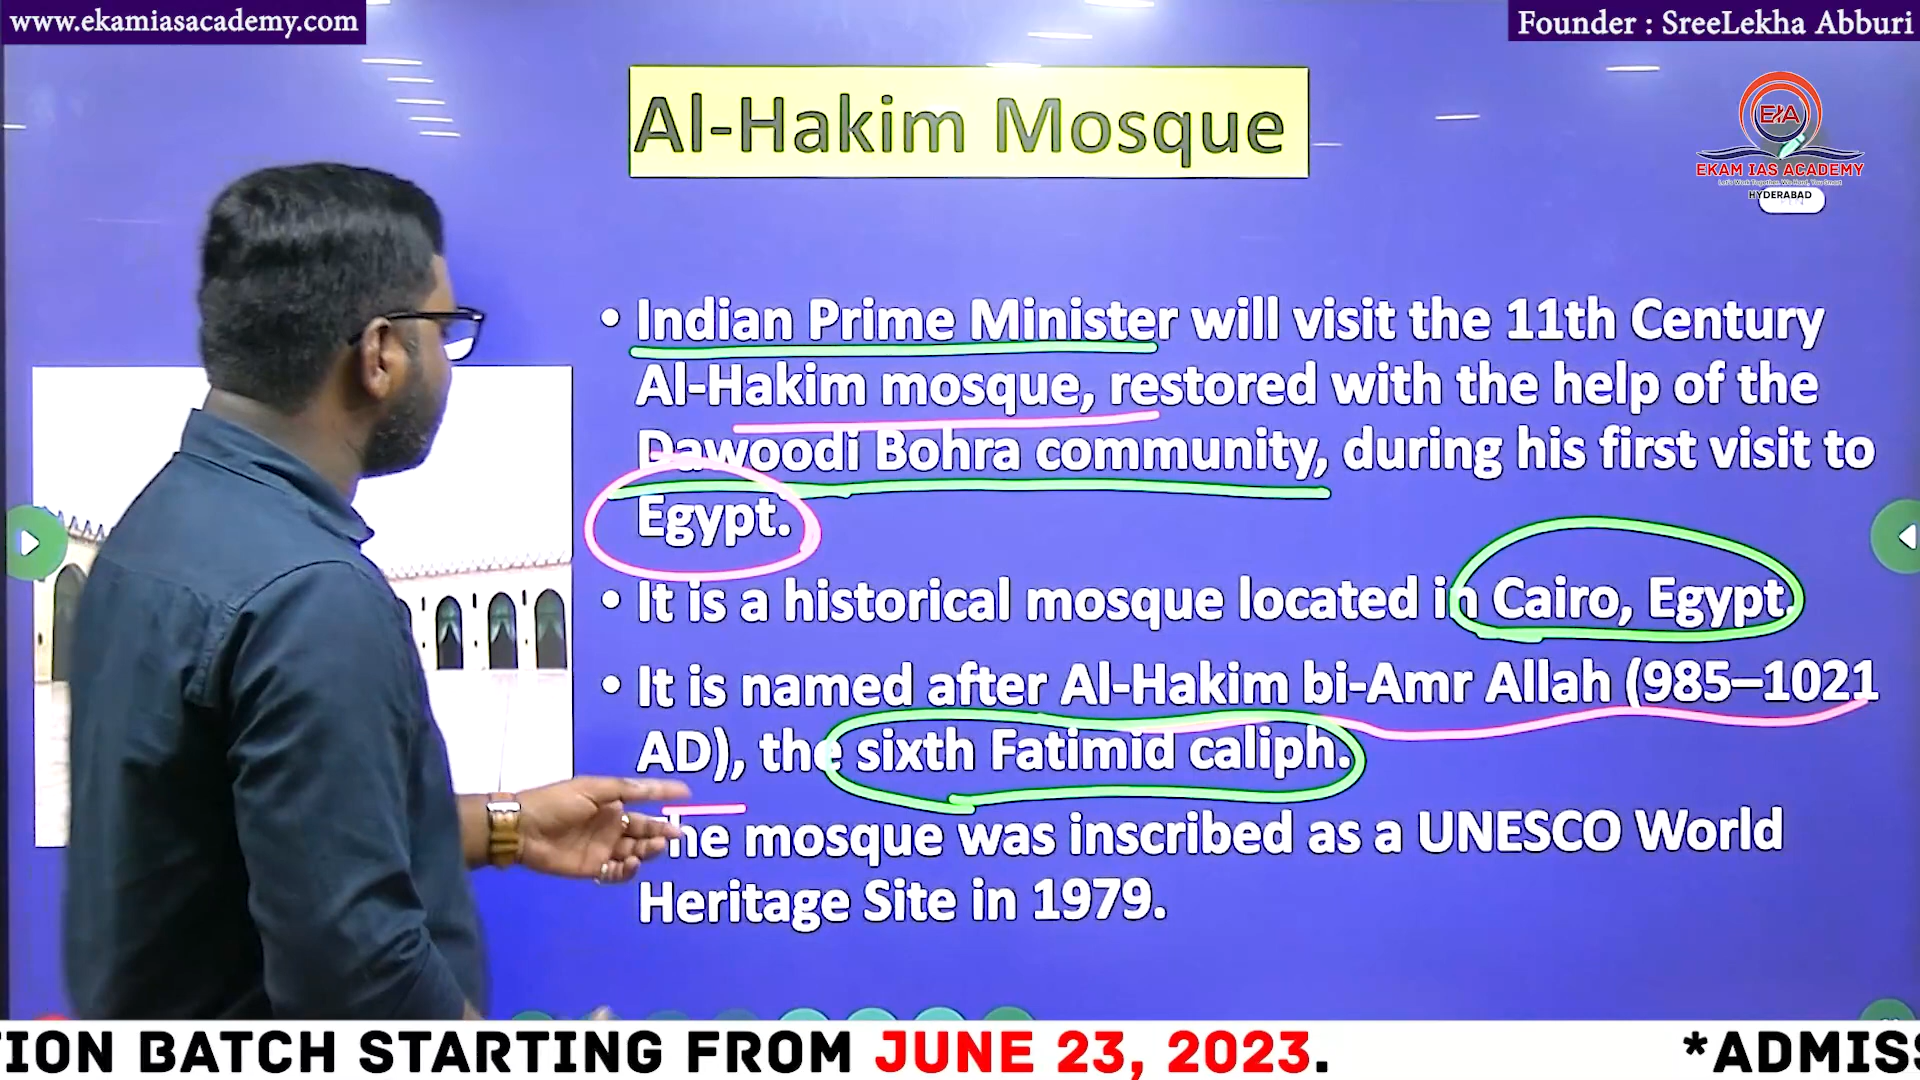 www.ekamiasacademy.com
Founder : SreeLekha Abburi
Al-Hakim Mosque
EIA
EKAM IAS ACADEMY
HYDERABAD
• Indian Prime Minister will visit the 11th Century
Al-Hakim mosque, restored with the help of the
Dawoodi Bohra community, during his first visit to
Egypt.
• It is a historical mosque located in Cairo, Egypt.
• It is named after Al-Hakim bi-Amr Allah (985–1021
AD), the sixth Fatimid caliph.
The mosque was inscribed as a UNESCO World
Heritage Site in 1979.
TION BATCH STARTING FROM JUNE 23, 2023. *ADMISS